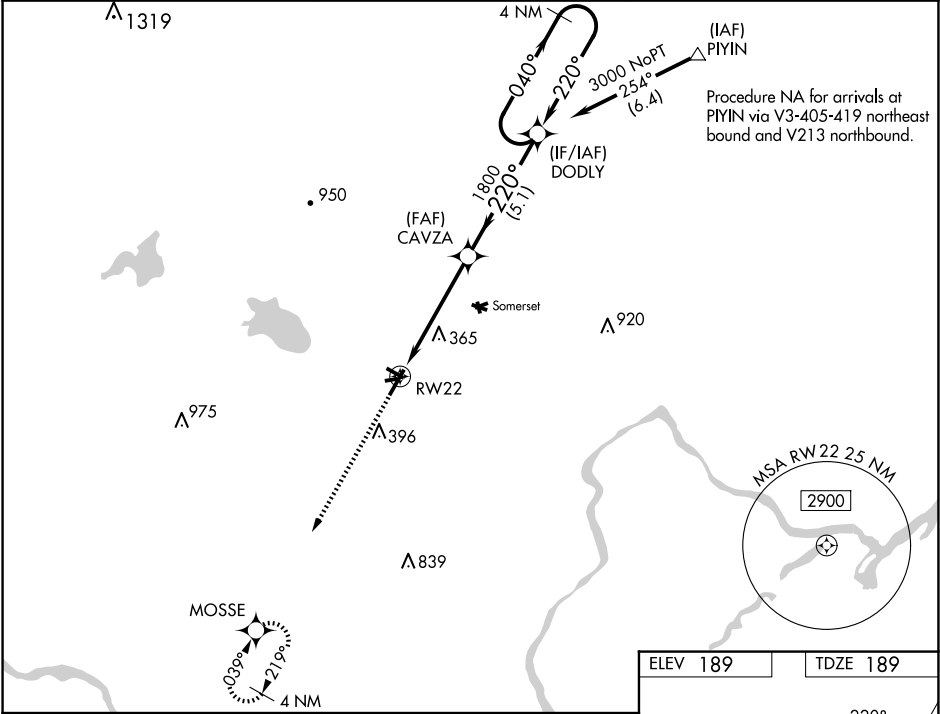 1319
4 NM
(IAF)
PIYIN
3000 NoPT
254°
(6.4)
040°
220°
Procedure NA for arrivals at
PIYIN via V3-405-419 northeast
bound and V213 northbound.
(IF/IAF)
DODLY
1800
220°
(5.1)
950
(FAF)
CAVZA
Somerset
920
365
RW22
975
396
MSA RW 22 25 NM
2900
839
MOSSE
039°
219°
4 NM
ELEV 189
TDZE 189
220°